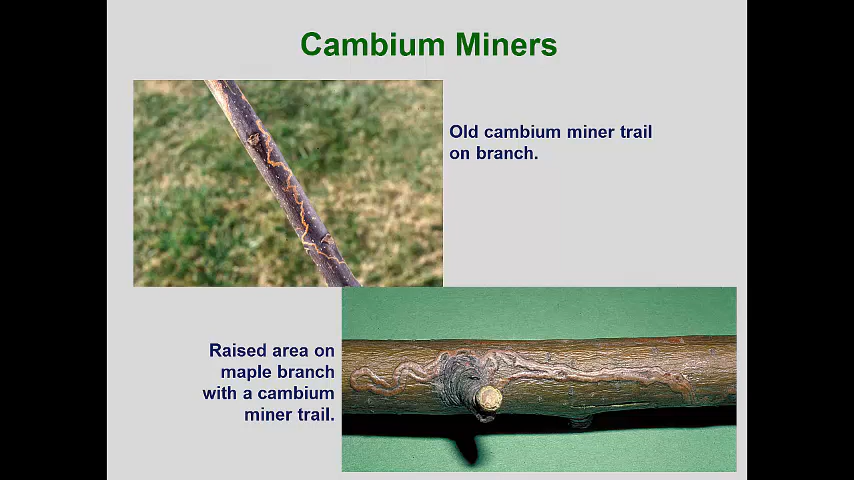 Cambium Miners
Old cambium miner trail
on branch.
Raised area on
maple branch
with a cambium
miner trail.